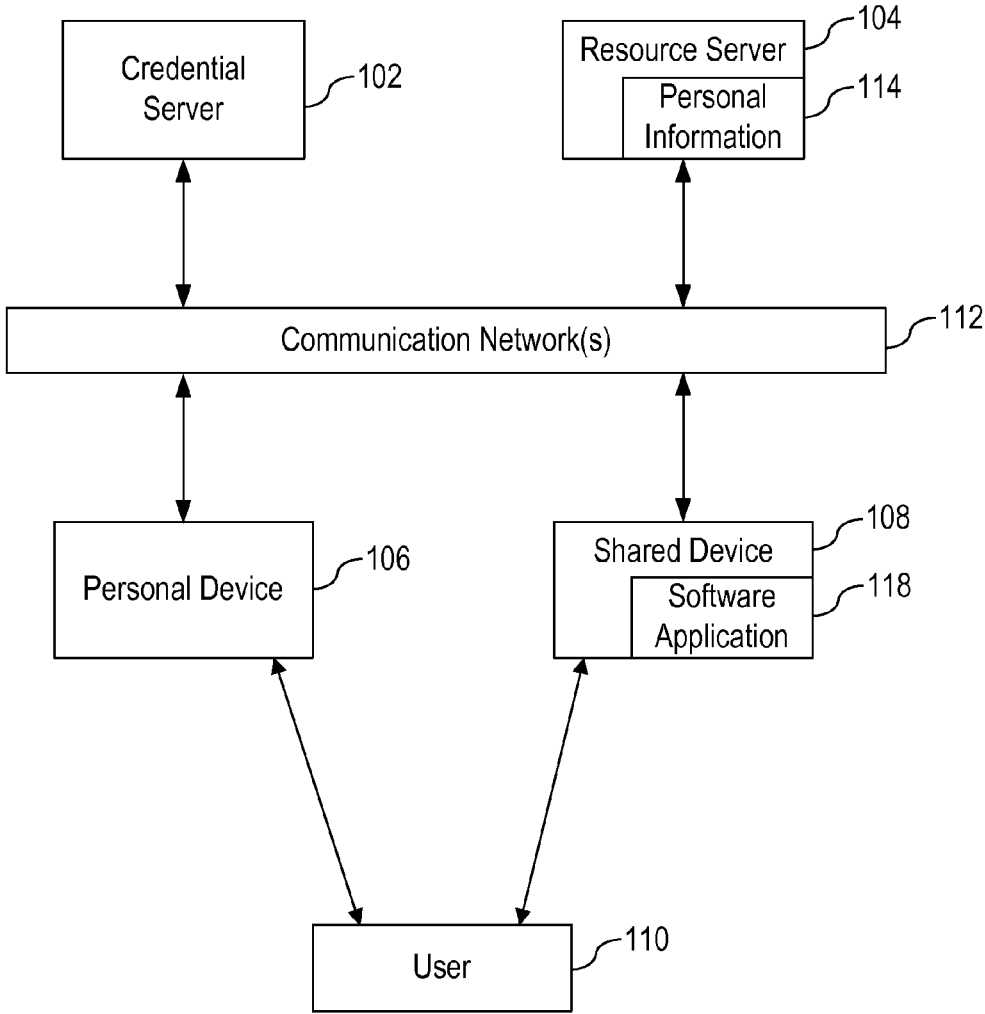 Credential
Server
102
Resource Server
104
Personal
Information
114
Communication Network(s)
112
Personal Device
106
Shared Device
108
Software
Application
118
User
110